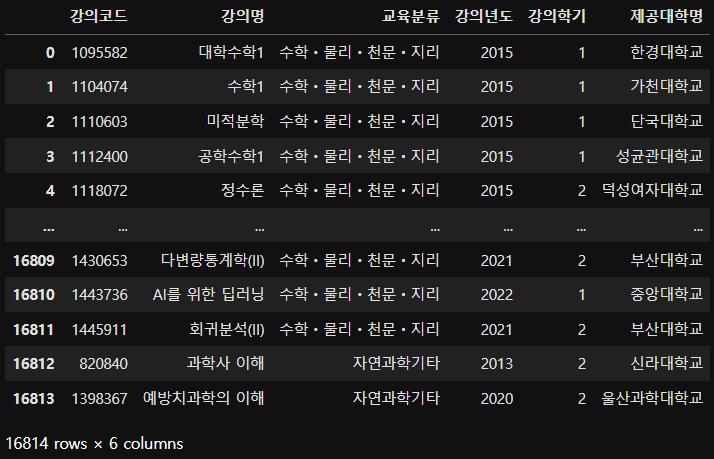 강의코드 강의명 교육분류 강의년도 강의학기 제공대학명
0 1095582 대학수학1 수학・물리・천문・지리 2015 1 한경대학교
1 1104074 수학1 수학・물리・천문・지리 2015 1 가천대학교
2 1110603 미적분학 수학・물리・천문・지리 2015 1 단국대학교
3 1112400 공학수학1 수학・물리・천문・지리 2015 1 성균관대학교
4 1118072 정수론 수학・물리・천문・지리 2015 2 덕성여자대학교
... ... ... ... ... ... ...
16809 1430653 다변량통계학(II) 수학・물리・천문・지리 2021 2 부산대학교
16810 1443736 AI를 위한 딥러닝 수학・물리・천문・지리 2022 1 중앙대학교
16811 1445911 회귀분석(II) 수학・물리・천문・지리 2021 2 부산대학교
16812 820840 과학사 이해 자연과학기타 2013 2 신라대학교
16813 1398367 예방치과학의 이해 자연과학기타 2020 2 울산과학대학교
16814 rows × 6 columns